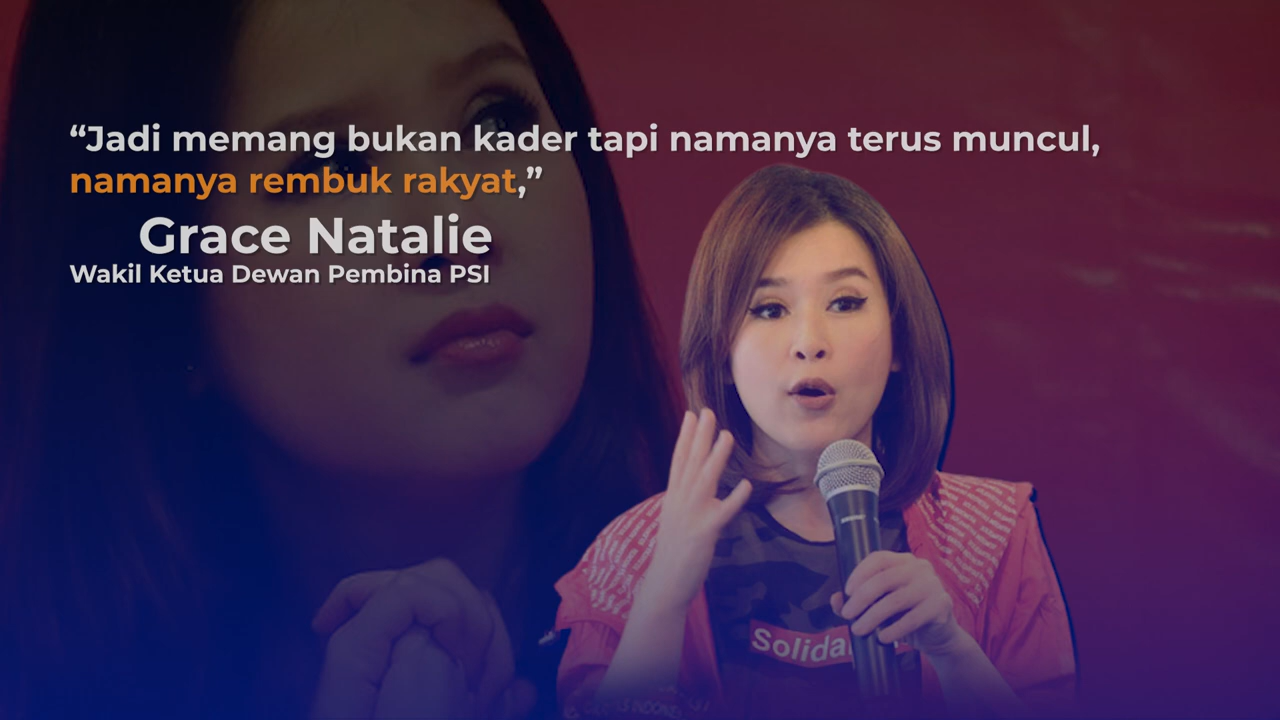 “Jadi memang bukan kader tapi namanya terus muncul,
namanya rembuk rakyat,”
Grace Natalie
Wakil Ketua Dewan Pembina PSI